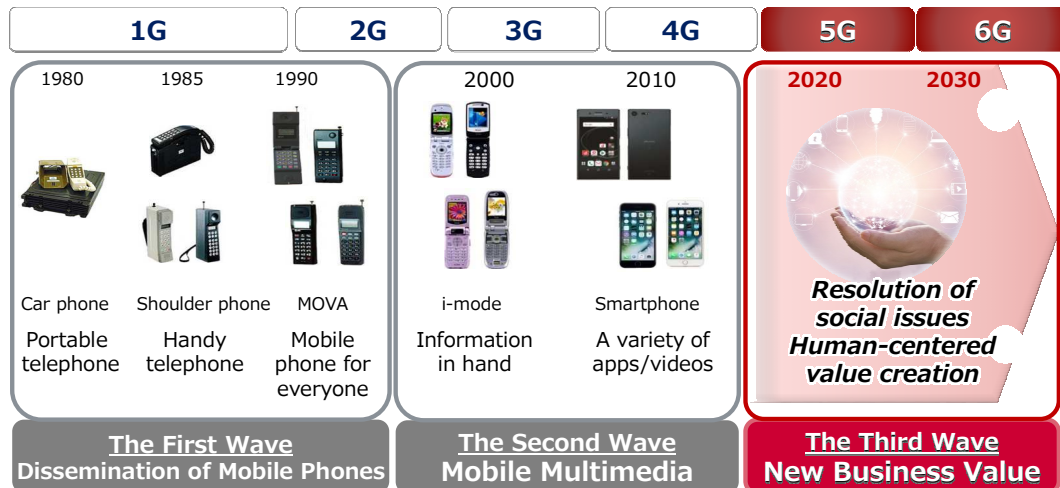 1G
2G
3G
4G
5G
6G
1980
1985
1990
2000
2010
2020
2030
Car phone
Shoulder phone
MOVA
i-mode
Smartphone
Portable
telephone
Handy
telephone
Mobile
phone for
everyone
Information
in hand
A variety of
apps/videos
Resolution of
social issues
Human-centered
value creation
The First Wave
Dissemination of Mobile Phones
The Second Wave
Mobile Multimedia
The Third Wave
New Business Value